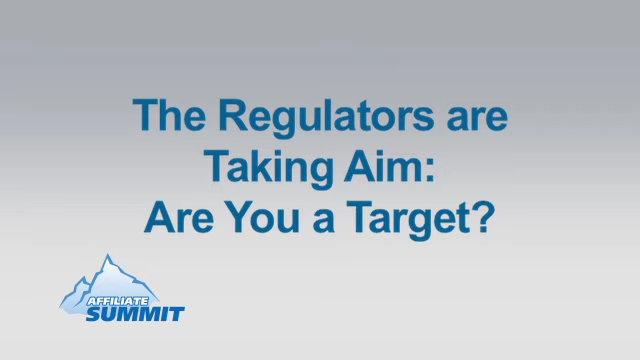 The Regulators are
Taking Aim:
Are You a Target?
AFFILIATE
SUMMIT